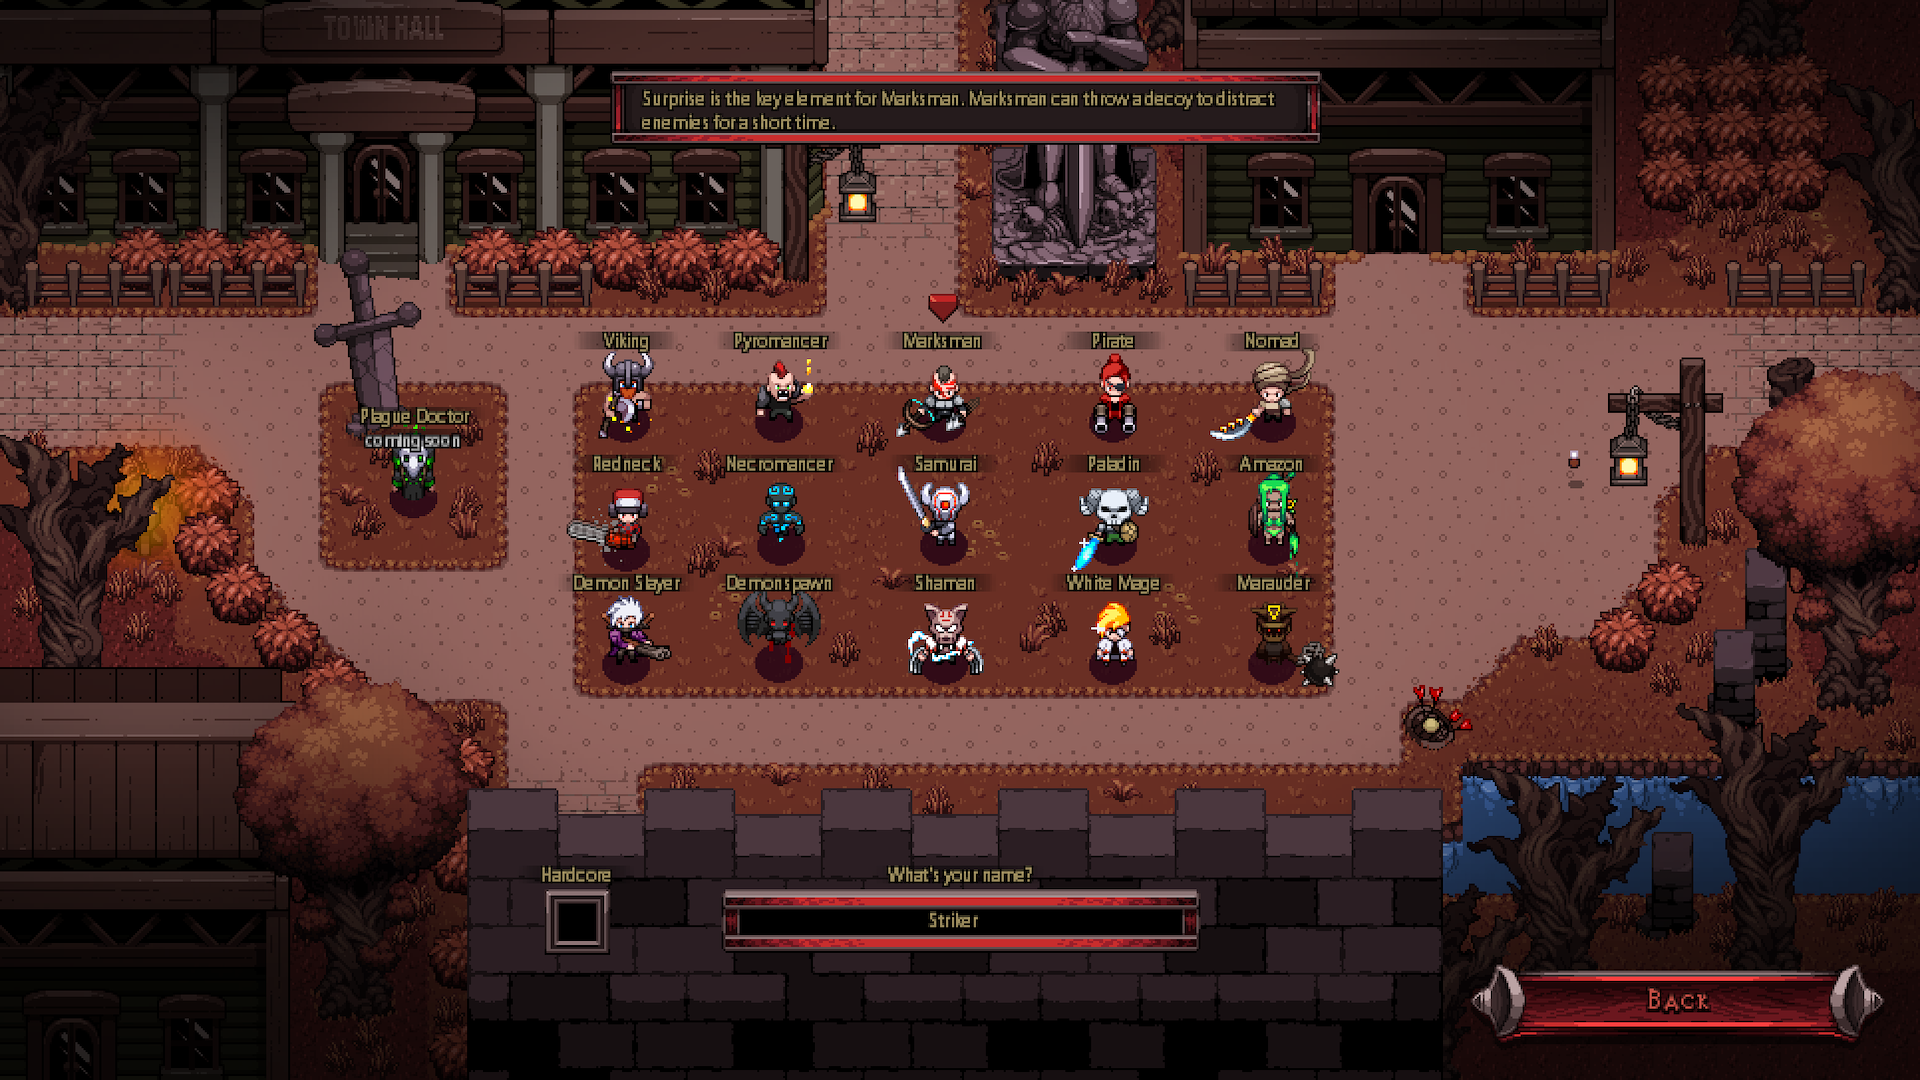 TOWN HALL
Surprise is the key element for Marksman. Marksman can throw a decoy to distract
enemies for a short time.
Viking
Pyromancer
Marksman
Pirate
Nomad
Plague Doctor
coming soon
Redneck
Necromancer
Samurai
Paladin
Amazon
Demon Slayer
Demonspawn
Shaman
White Mage
Marauder
Hardcore
What's your name?
Striker
Back